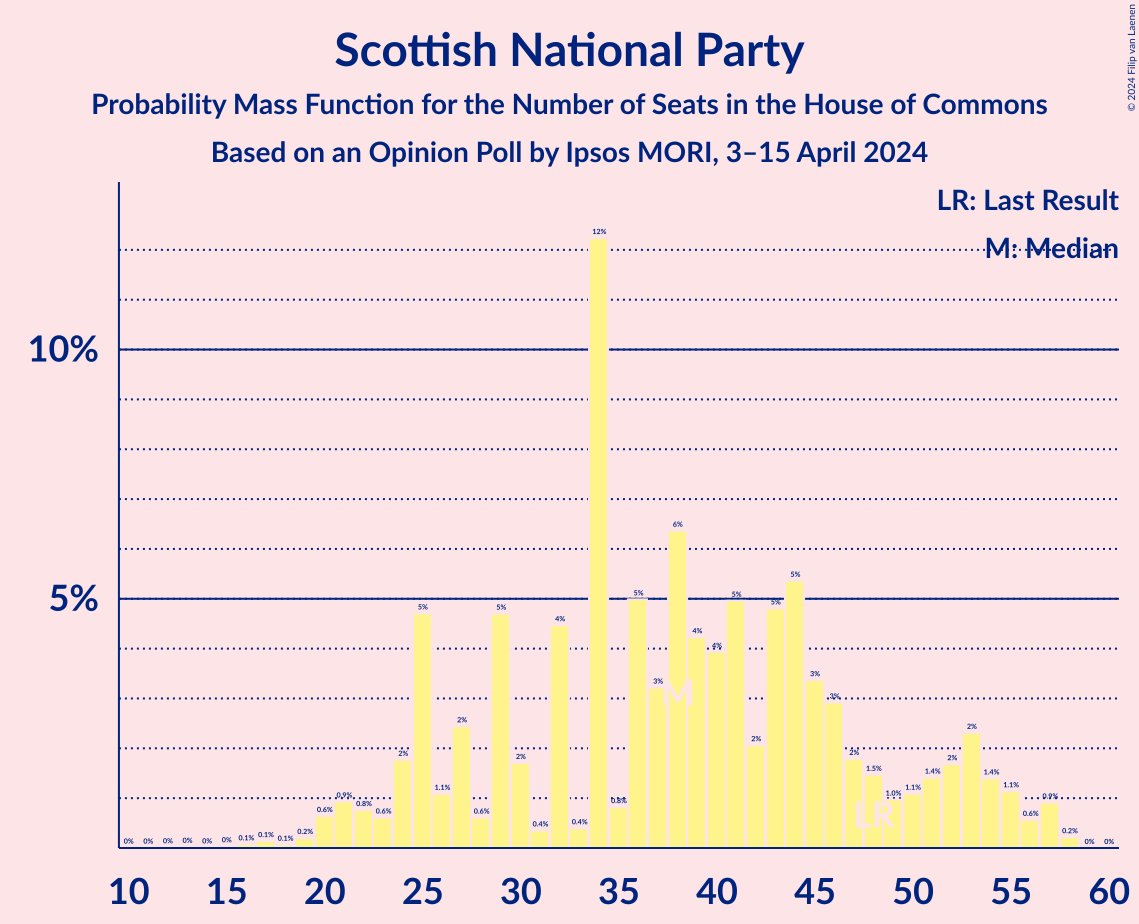 Scottish National Party
Probability Mass Function for the Number of Seats in the House of Commons
Based on an Opinion Poll by Ipsos MORI, 3–15 April 2024
© 2024 Filip van Laenen
LR: Last Result
M: Median
10%
5%
0% 0% 0% 0% 0% 0% 0.1% 0.1% 0.1% 0.2% 0.6% 0.9% 0.8% 0.6% 2% 5% 1.1% 2% 0.6% 5% 2% 0.4% 4% 0.4% 12% 0.8% 5% 3% 6% 4% 4% 5% 2% 5% 5% 3% 3% 2% 1.5% 1.0% 1.1% 1.4% 2% 2% 1.4% 1.1% 0.6% 0.9% 0.2% 0% 0%
M
LR
10 15 20 25 30 35 40 45 50 55 60